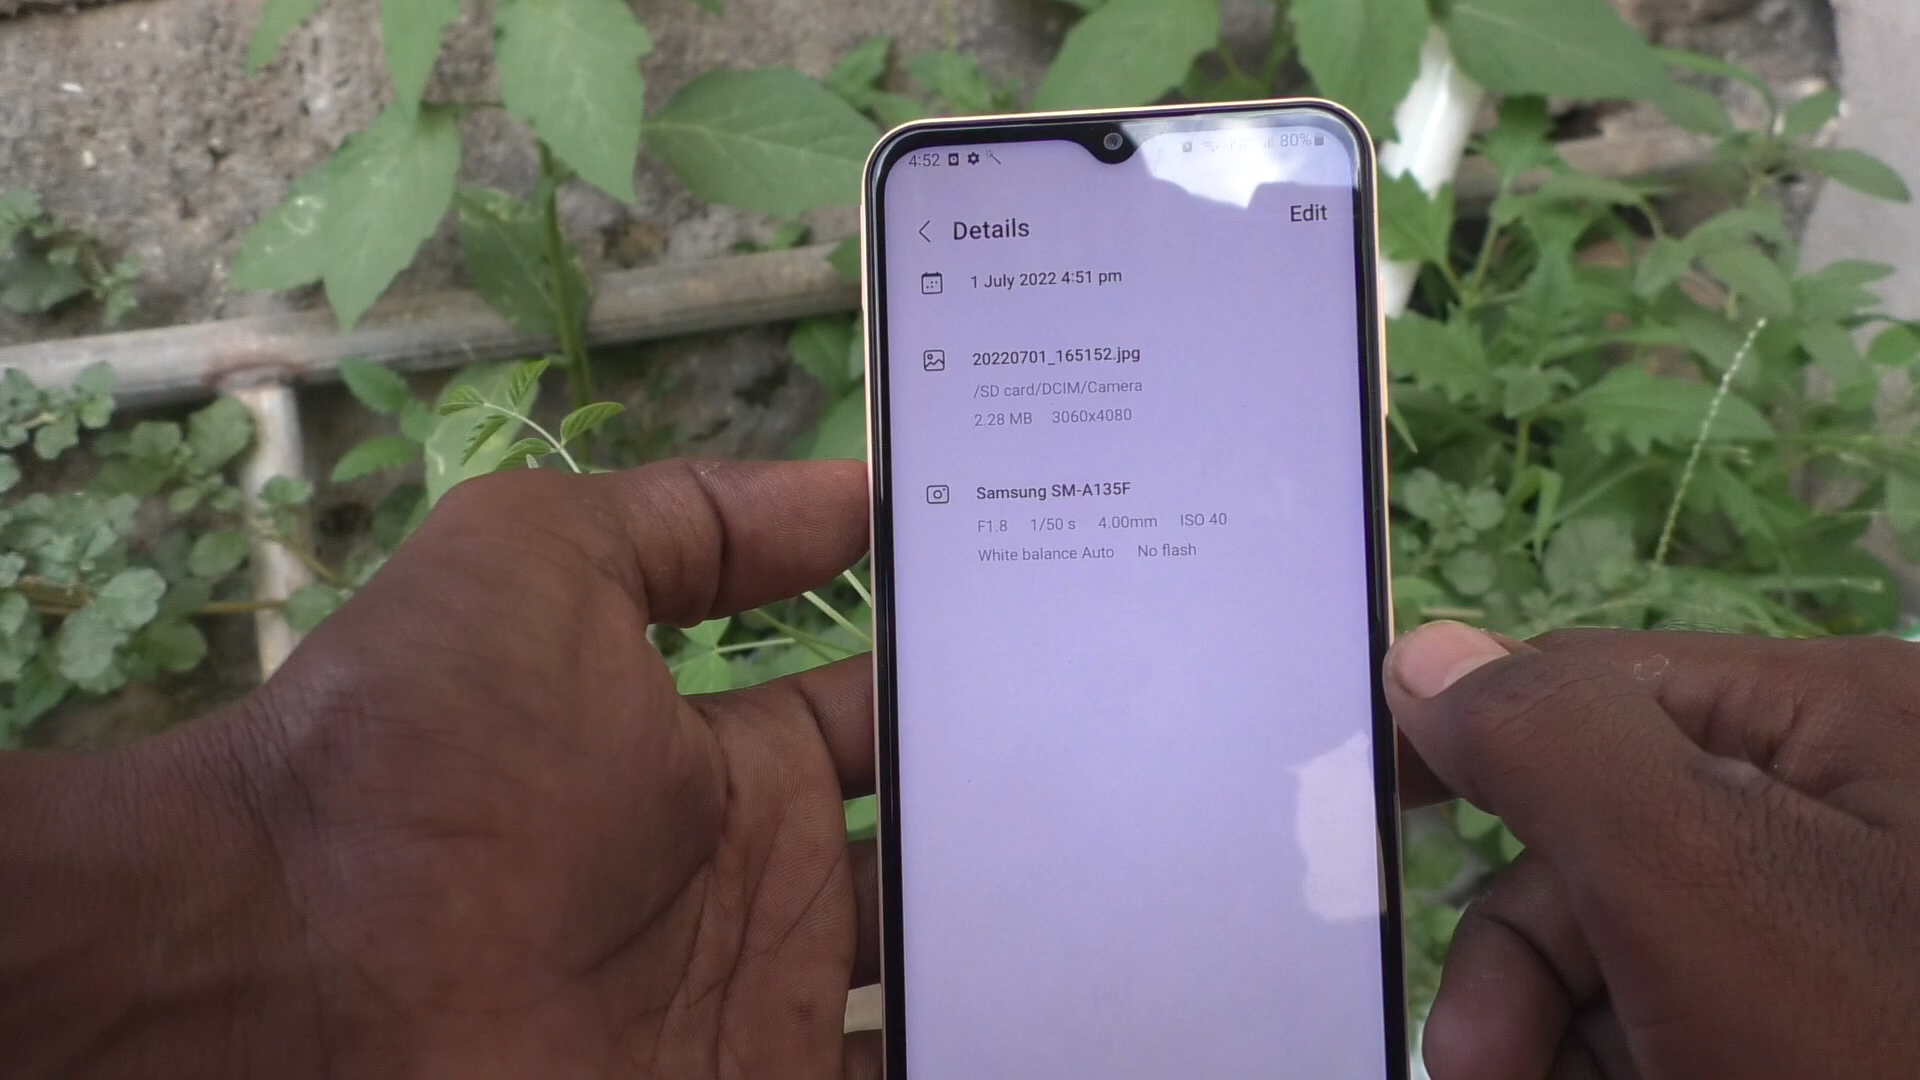 4:52
80%
Details
Edit
1 July 2022 4:51 pm
20220701_165152.jpg
/SD card/DCIM/Camera
2.28 MB 3060x4080
Samsung SM-A135F
F1.8 1/50 s 4.00mm ISO 40
White balance Auto No flash